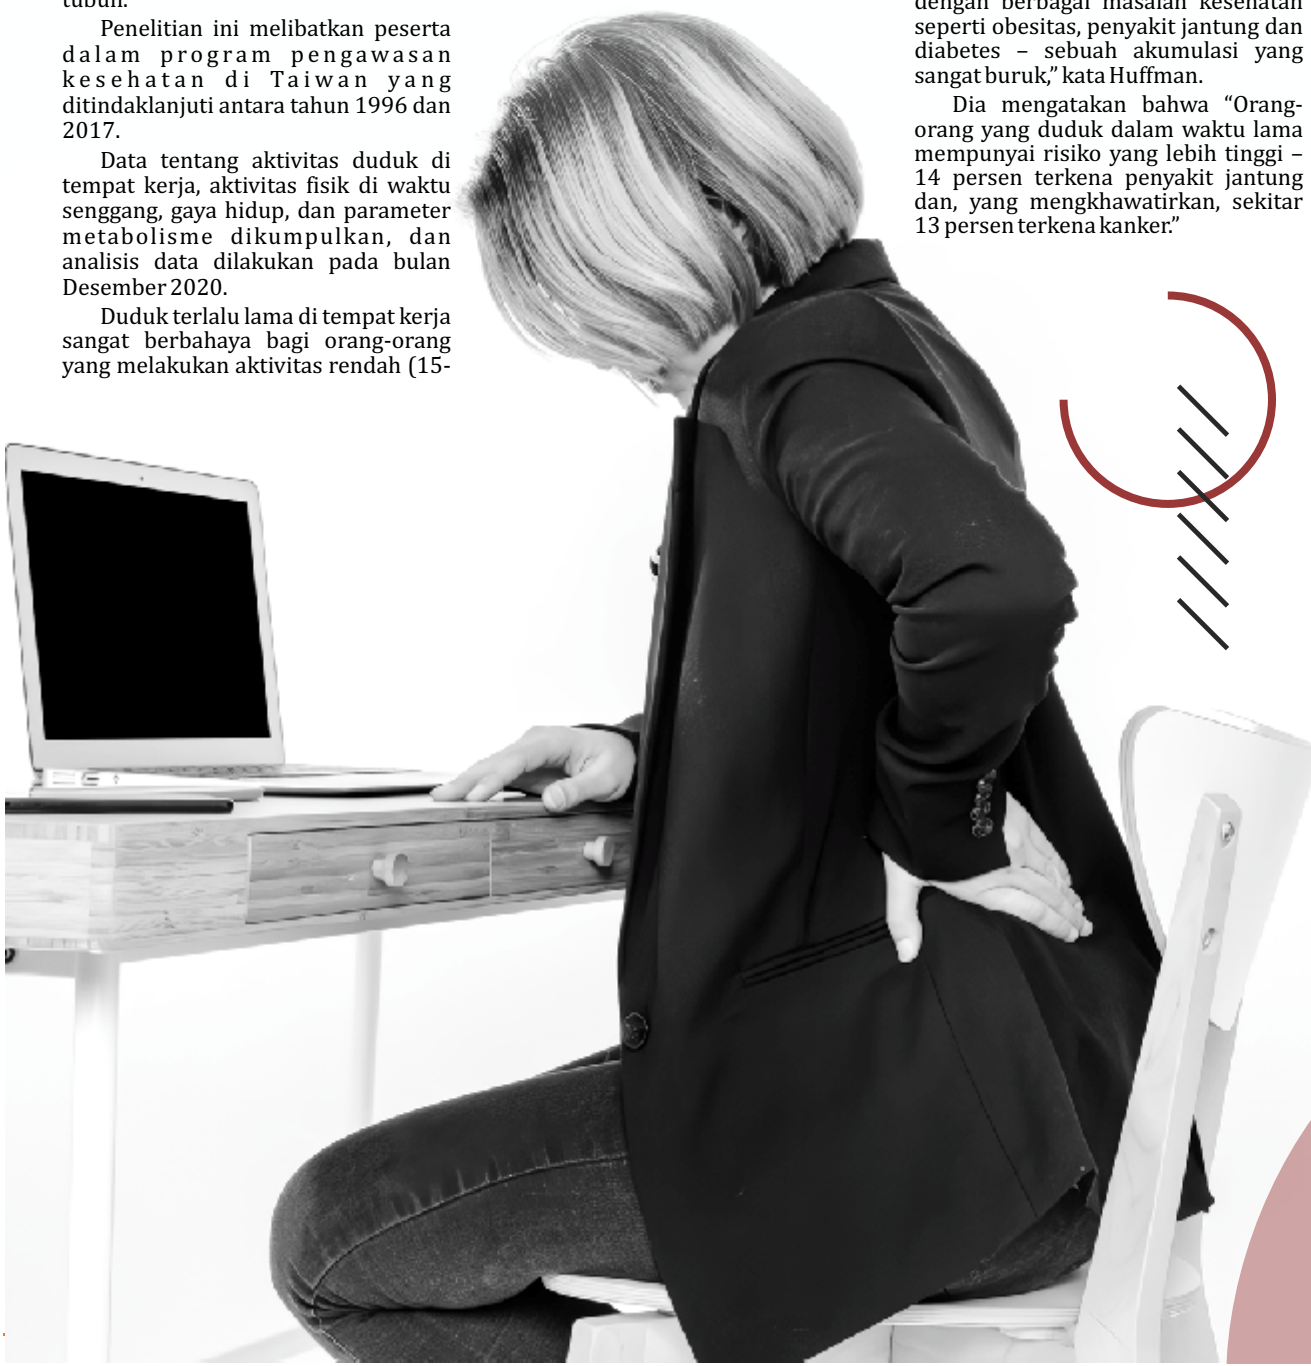 tubuh.
Penelitian ini melibatkan peserta
dalam program pengawasan
kesehatan di Taiwan yang
ditindaklanjuti antara tahun 1996 dan
2017.
Data tentang aktivitas duduk di
tempat kerja, aktivitas fisik di waktu
senggang, gaya hidup, dan parameter
metabolisme dikumpulkan, dan
analisis data dilakukan pada bulan
Desember 2020.
Duduk terlalu lama di tempat kerja
sangat berbahaya bagi orang-orang
yang melakukan aktivitas rendah (15-
dengan berbagai masalah kesehatan
seperti obesitas, penyakit jantung dan
diabetes – sebuah akumulasi yang
sangat buruk,” kata Huffman.
Dia mengatakan bahwa “Orang-
orang yang duduk dalam waktu lama
mempunyai risiko yang lebih tinggi –
14 persen terkena penyakit jantung
dan, yang mengkhawatirkan, sekitar
13 persen terkena kanker.”